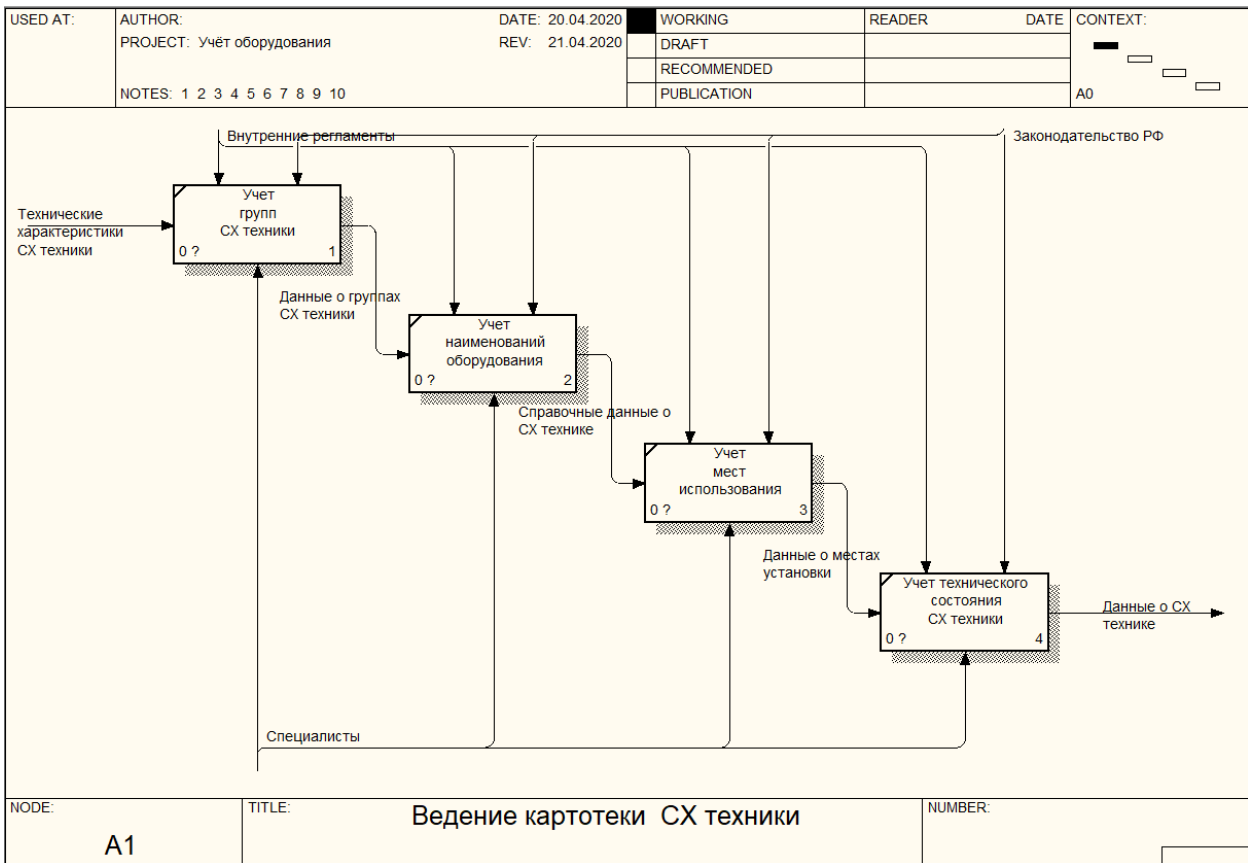 USED AT:
AUTHOR:
DATE: 20.04.2020
WORKING
READER
DATE
CONTEXT:
PROJECT: Учёт оборудования
REV: 21.04.2020
DRAFT
RECOMMENDED
NOTES: 1 2 3 4 5 6 7 8 9 10
PUBLICATION
A0
Внутренние регламенты
Законодательство РФ
Технические
характеристики
СХ техники
Учет
групп
СХ техники
0 ?
1
Данные о группах
СХ техники
Учет
наименований
оборудования
0 ?
2
Справочные данные о
СХ технике
Учет
мест
использования
0 ?
3
Данные о местах
установки
Учет технического
состояния
СХ техники
0 ?
4
Данные о СХ
технике
Специалисты
NODE:
A1
TITLE:
Ведение картотеки СХ техники
NUMBER: